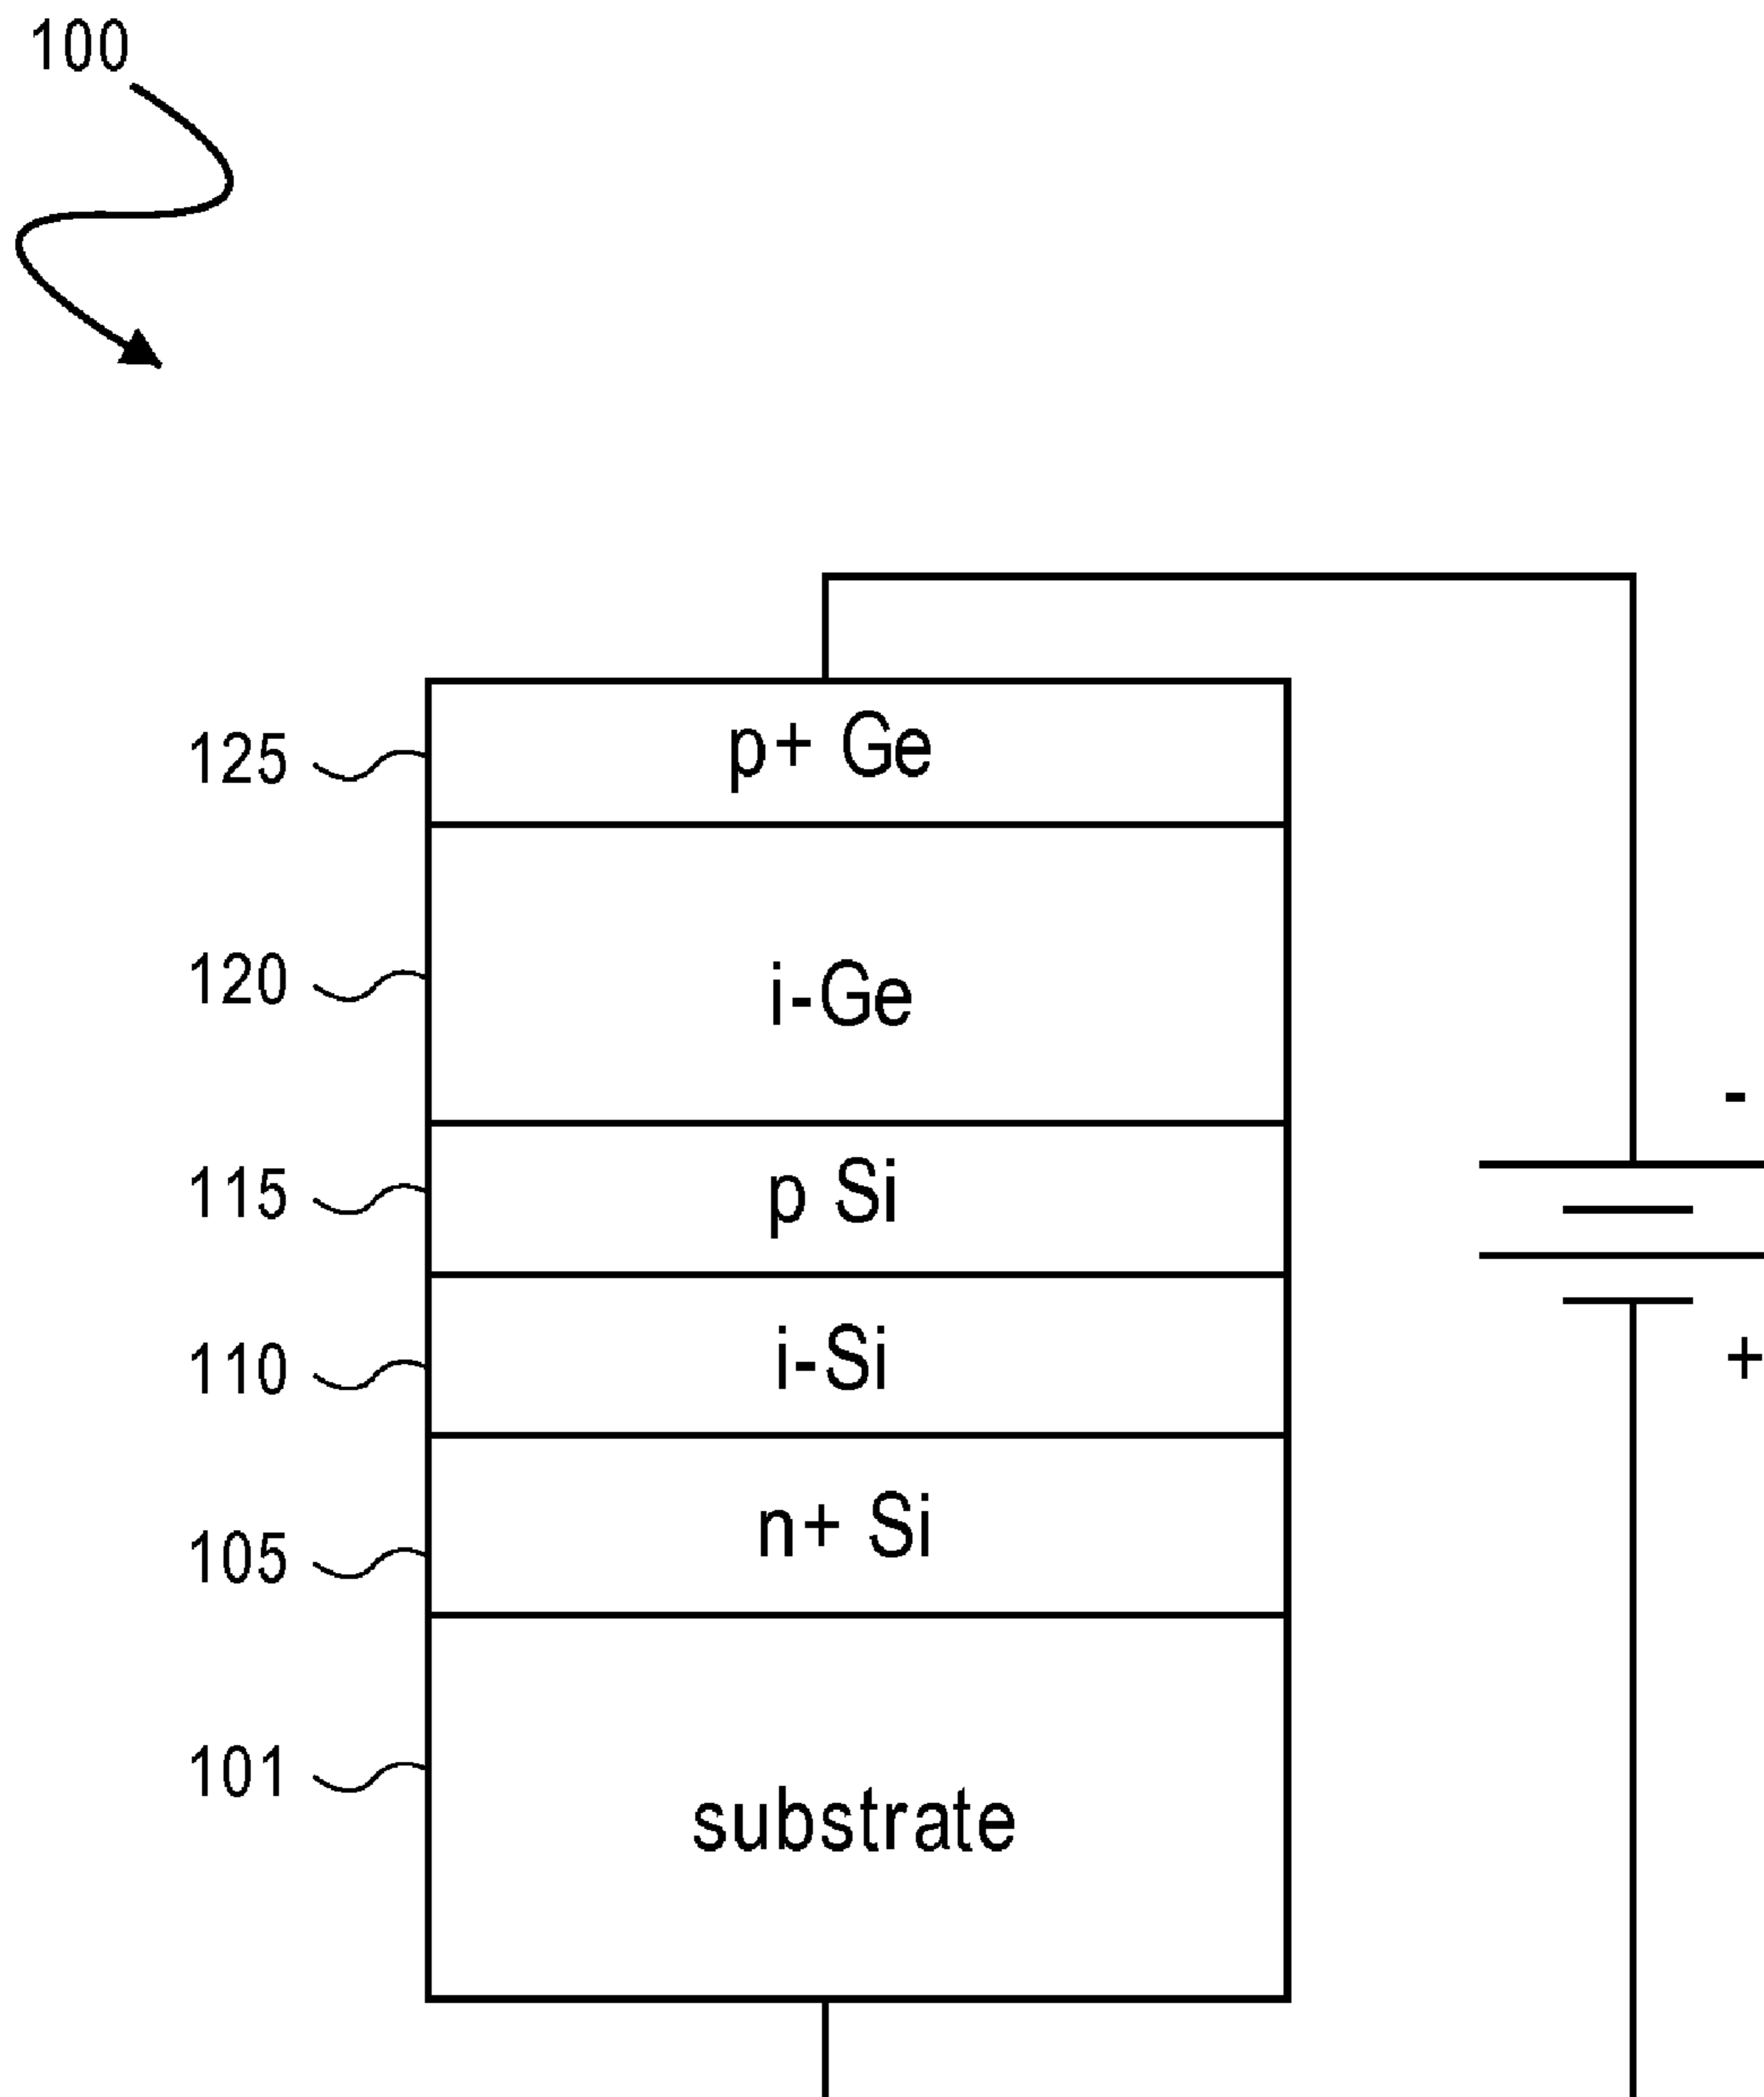 100
125
p+ Ge
120
i-Ge
-
115
p Si
110
i-Si
+
105
n+ Si
101
substrate